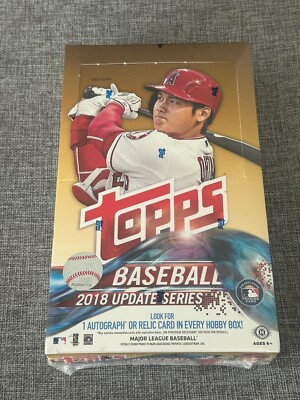 topps
BASEBALL
2018 UPDATE SERIES
LOOK FOR
1 AUTOGRAPH* OR RELIC CARD IN EVERY HOBBY BOX!
MAJOR LEAGUE BASEBALL
AGES 6+